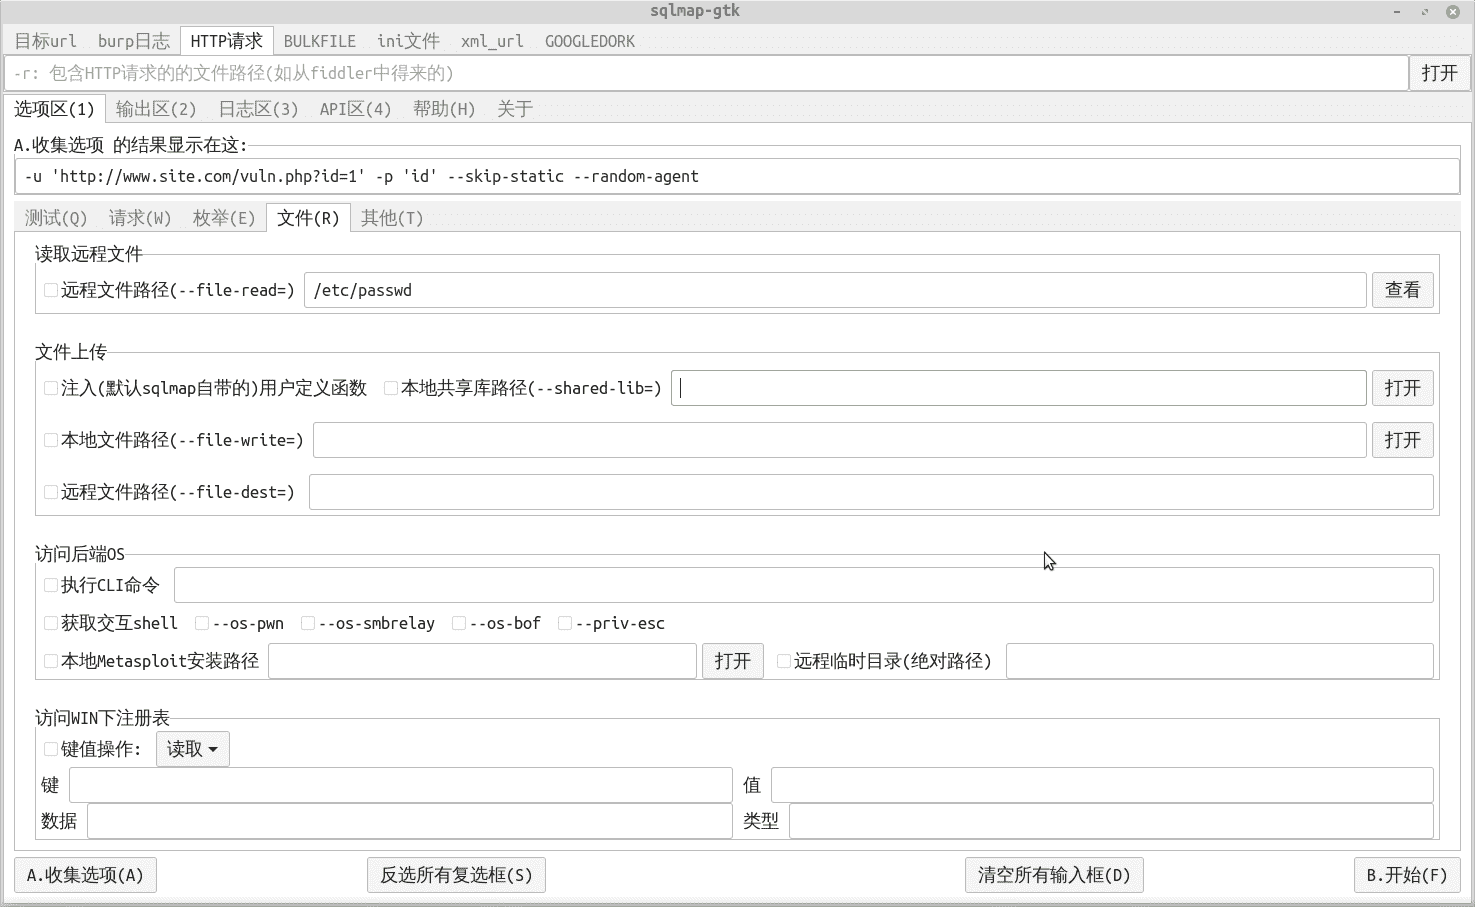 sqlmap-gtk
目标url burp日志 HTTP请求 BULKFILE ini文件 xml_url GOOGLEDORK
-r: 包含HTTP请求的的文件路径(如从fiddler中得来的) 打开
选项区(1) 输出区(2) 日志区(3) API区(4) 帮助(H) 关于
A.收集选项 的结果显示在这:
-u 'http://www.site.com/vuln.php?id=1' -p 'id' --skip-static --random-agent
测试(Q) 请求(W) 枚举(E) 文件(R) 其他(T)
读取远程文件
远程文件路径(--file-read=) /etc/passwd 查看
文件上传
注入(默认sqlmap自带的)用户定义函数 本地共享库路径(--shared-lib=) 打开
本地文件路径(--file-write=) 打开
远程文件路径(--file-dest=)
访问后端OS
执行CLI命令
获取交互shell --os-pwn --os-smbrelay --os-bof --priv-esc
本地Metasploit安装路径 打开 远程临时目录(绝对路径)
访问WIN下注册表
键值操作: 读取
键 值
数据 类型
A.收集选项(A) 反选所有复选框(S) 清空所有输入框(D) B.开始(F)